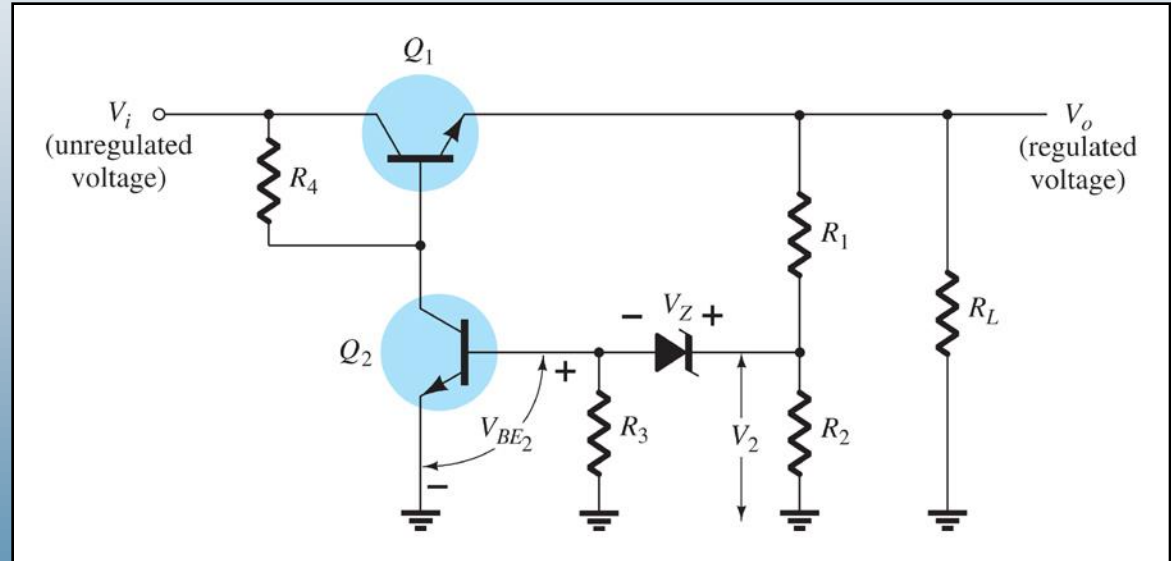 Q1
Vi
(unregulated
voltage)
R4
Vo
(regulated
voltage)
R1
− VZ +
RL
Q2
+
VBE2
−
R3
V2
R2